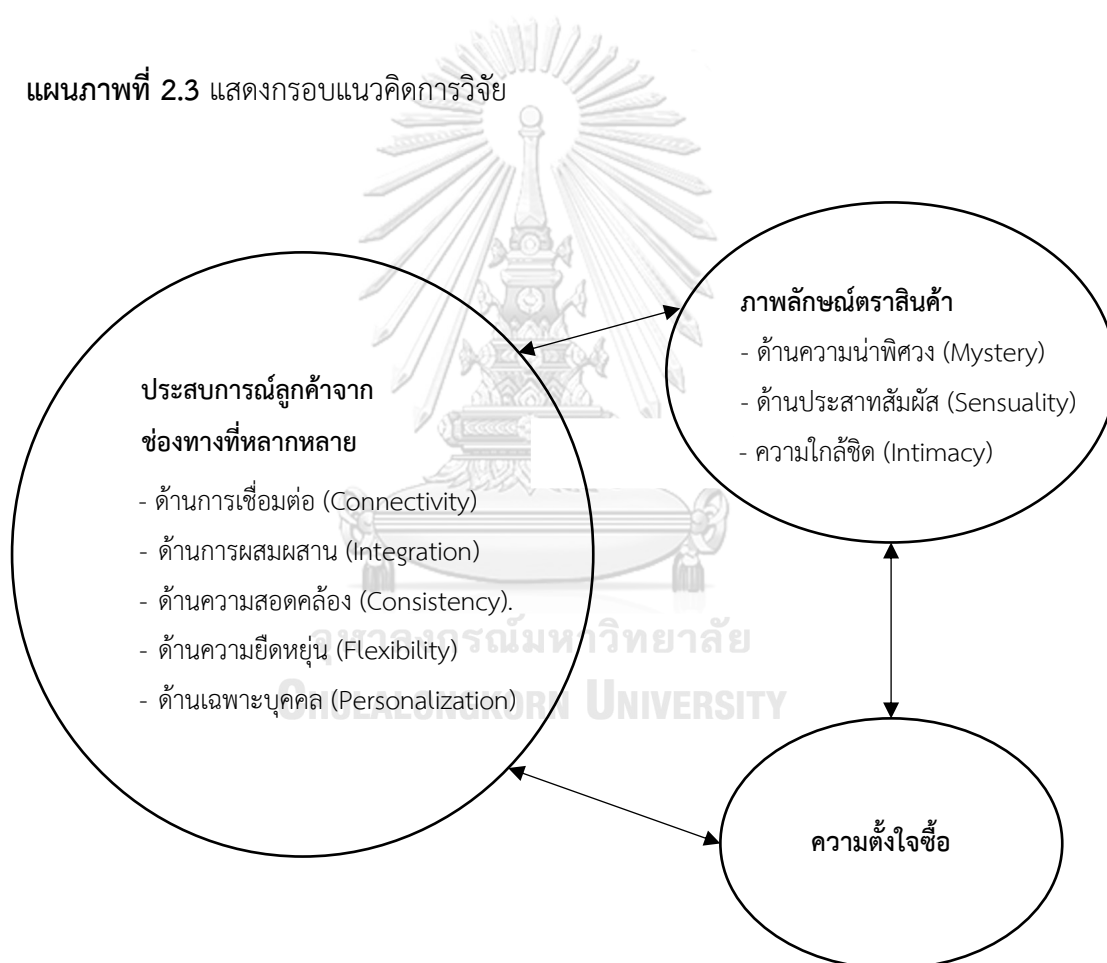 แผนภาพที่ 2.3 แสดงกรอบแนวคิดการวิจัย
ประสบการณ์ลูกค้าจาก
ช่องทางที่หลากหลาย
- ด้านการเชื่อมต่อ (Connectivity)
- ด้านการผสมผสาน (Integration)
- ด้านความสอดคล้อง (Consistency).
- ด้านความยืดหยุ่น (Flexibility)
- ด้านเฉพาะบุคคล (Personalization)
ภาพลักษณ์ตราสินค้า
- ด้านความน่าพิศวง (Mystery)
- ด้านประสาทสัมผัส (Sensuality)
- ความใกล้ชิด (Intimacy)
ความตั้งใจซื้อ
จุฬาลงกรณ์มหาวิทยาลัย
CHULALONGKORN UNIVERSITY